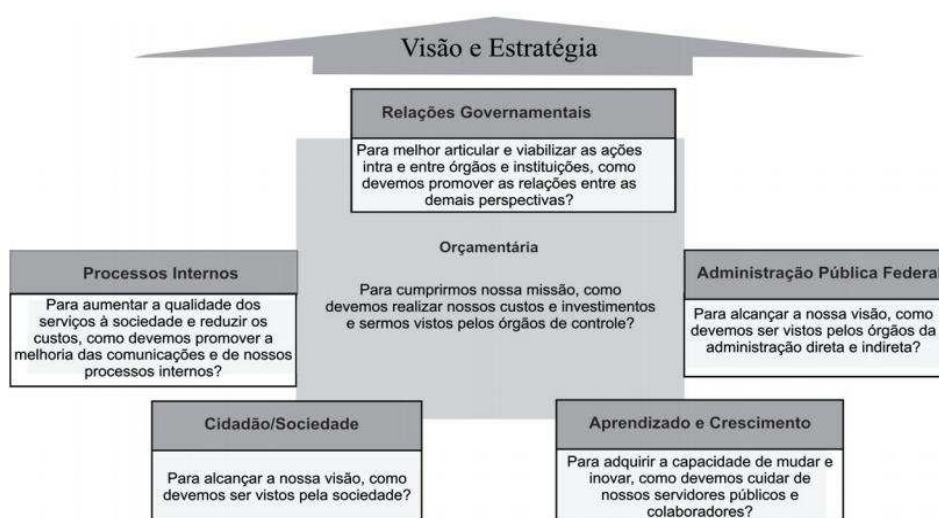 Visão e Estratégia
Relações Governamentais
Para melhor articular e viabilizar as ações
intra e entre órgãos e instituições, como
devemos promover as relações entre as
demais perspectivas?
Orçamentária
Para cumprirmos nossa missão, como
devemos realizar nossos custos e investimentos
e sermos vistos pelos órgãos de controle?
Processos Internos
Para aumentar a qualidade dos
serviços à sociedade e reduzir os
custos, como devemos promover a
melhoria das comunicações e de nossos
processos internos?
Administração Pública Federal
Para alcançar a nossa visão, como
devemos ser vistos pelos órgãos da
administração direta e indireta?
Cidadão/Sociedade
Para alcançar a nossa visão, como
devemos ser vistos pela sociedade?
Aprendizado e Crescimento
Para adquirir a capacidade de mudar e
inovar, como devemos cuidar de
nossos servidores públicos e
colaboradores?